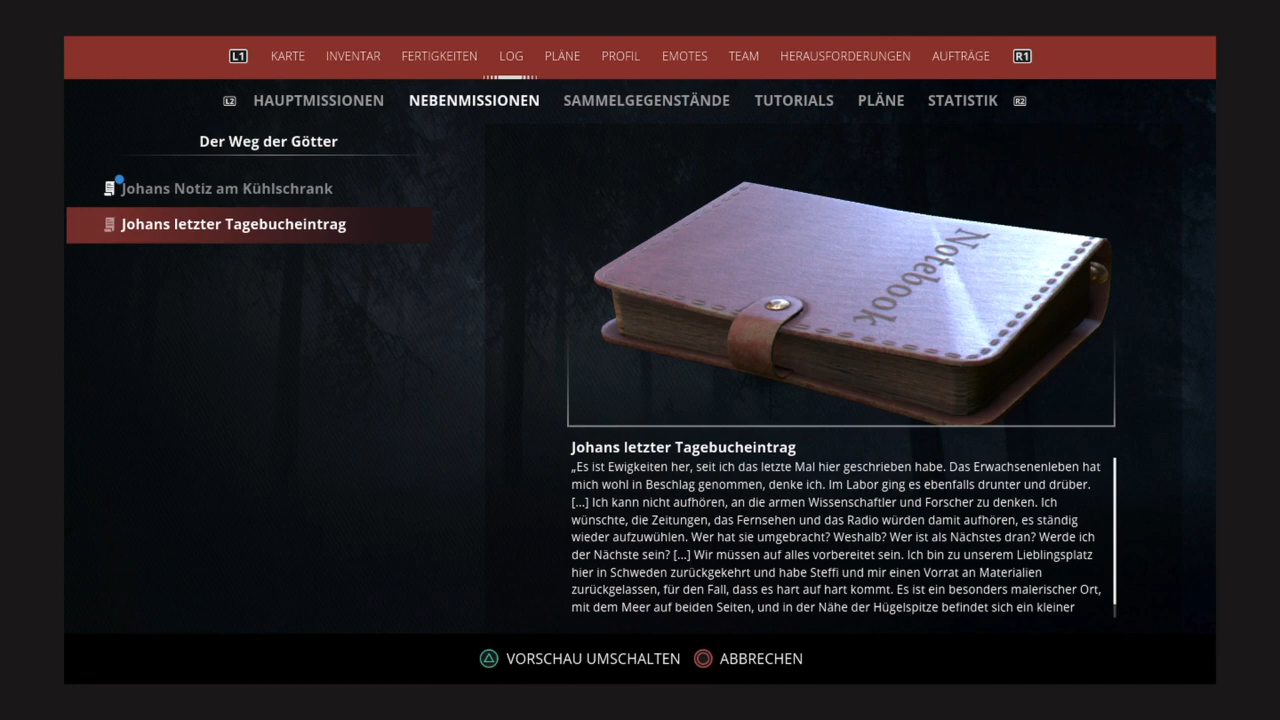 L1 KARTE INVENTAR FERTIGKEITEN LOG PLÄNE PROFIL EMOTES TEAM HERAUSFORDERUNGEN AUFTRÄGE R1
L2 HAUPTMISSIONEN NEBENMISSIONEN SAMMELGEGENSTÄNDE TUTORIALS PLÄNE STATISTIK R2
Der Weg der Götter
Johans Notiz am Kühlschrank
Johans letzter Tagebucheintrag
Notebook
Johans letzter Tagebucheintrag
„Es ist Ewigkeiten her, seit ich das letzte Mal hier geschrieben habe. Das Erwachsenenleben hat
mich wohl in Beschlag genommen, denke ich. Im Labor ging es ebenfalls drunter und drüber.
[...] Ich kann nicht aufhören, an die armen Wissenschaftler und Forscher zu denken. Ich
wünschte, die Zeitungen, das Fernsehen und das Radio würden damit aufhören, es ständig
wieder aufzuwühlen. Wer hat sie umgebracht? Weshalb? Wer ist als Nächstes dran? Werde ich
der Nächste sein? [...] Wir müssen auf alles vorbereitet sein. Ich bin zu unserem Lieblingsplatz
hier in Schweden zurückgekehrt und habe Steffi und mir einen Vorrat an Materialien
zurückgelassen, für den Fall, dass es hart auf hart kommt. Es ist ein besonders malerischer Ort,
mit dem Meer auf beiden Seiten, und in der Nähe der Hügelspitze befindet sich ein kleiner
VORSCHAU UMSCHALTEN ABBRECHEN